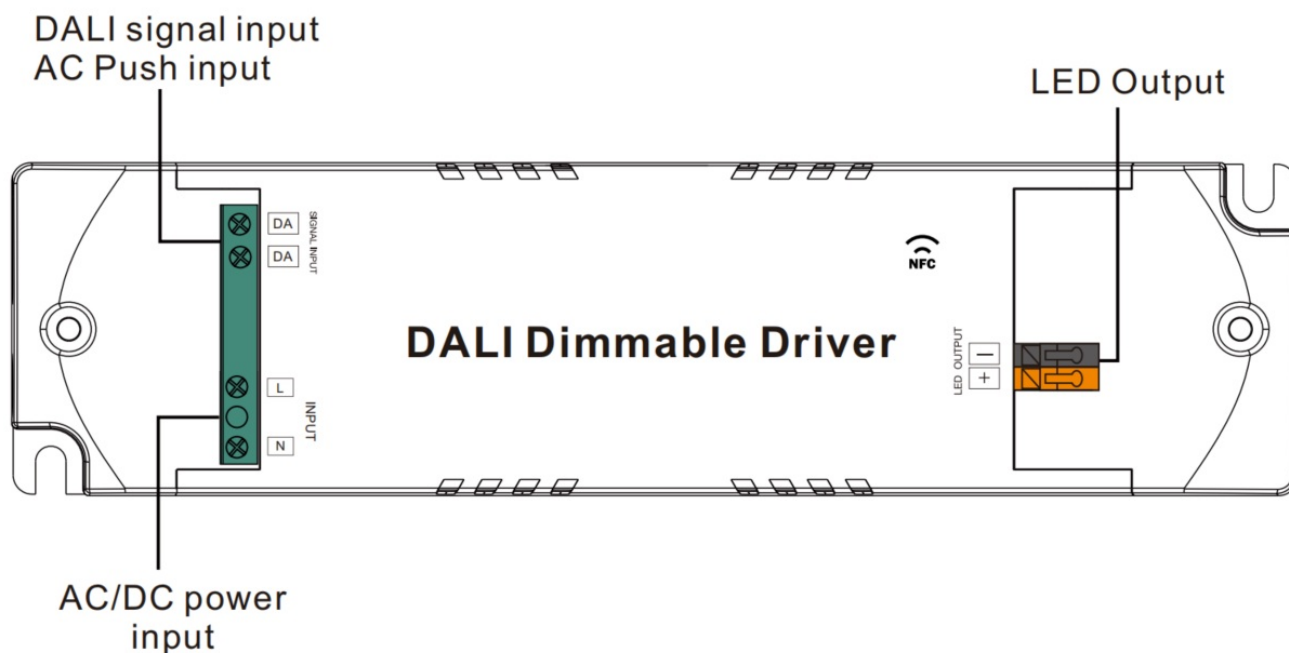 DALI signal input
AC Push input
LED Output
DA
DA
SIGNAL INPUT
NFC
DALI Dimmable Driver
LED OUTPUT
—
+
L
N
INPUT
AC/DC power
input